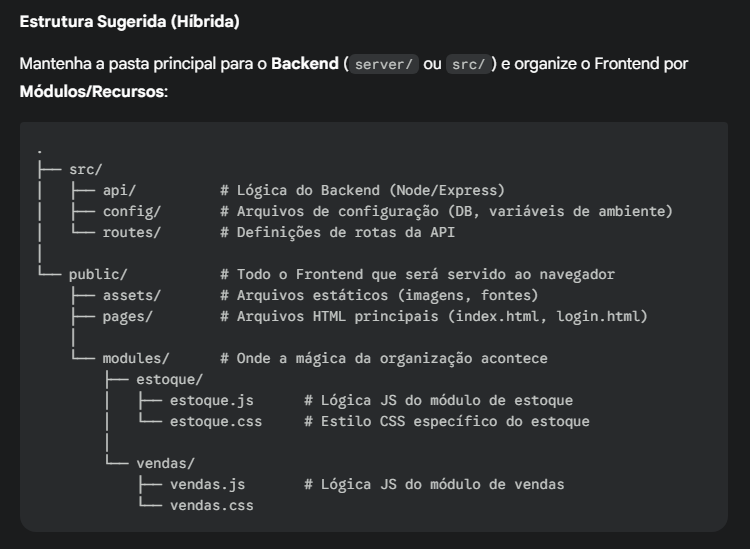 Estrutura Sugerida (Híbrida)
Mantenha a pasta principal para o Backend ( server/ ou src/ ) e organize o Frontend por
Módulos/Recursos:
.
├── src/
│   ├── api/          # Lógica do Backend (Node/Express)
│   ├── config/       # Arquivos de configuração (DB, variáveis de ambiente)
│   └── routes/       # Definições de rotas da API
│
└── public/           # Todo o Frontend que será servido ao navegador
    ├── assets/       # Arquivos estáticos (imagens, fontes)
    ├── pages/        # Arquivos HTML principais (index.html, login.html)
    │
    └── modules/      # Onde a mágica da organização acontece
        ├── estoque/
        │   ├── estoque.js      # Lógica JS do módulo de estoque
        │   └── estoque.css     # Estilo CSS específico do estoque
        │
        └── vendas/
            ├── vendas.js       # Lógica JS do módulo de vendas
            └── vendas.css